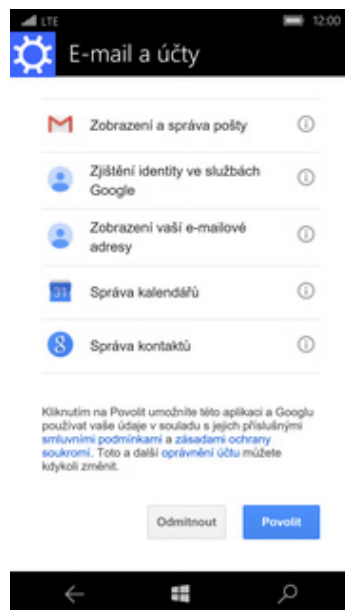 LTE 12:00
E-mail a účty
Zobrazení a správa pošty
Zjištění identity ve službách
Google
Zobrazení vaší e-mailové
adresy
31 Správa kalendářů
8 Správa kontaktů
Kliknutím na Povolit umožníte této aplikaci a Googlu
používat vaše údaje v souladu s jejich příslušnými
smluvními podmínkami a zásadami ochrany
soukromí. Toto a další oprávnění účtu můžete
kdykoli změnit.
Odmítnout Povolit